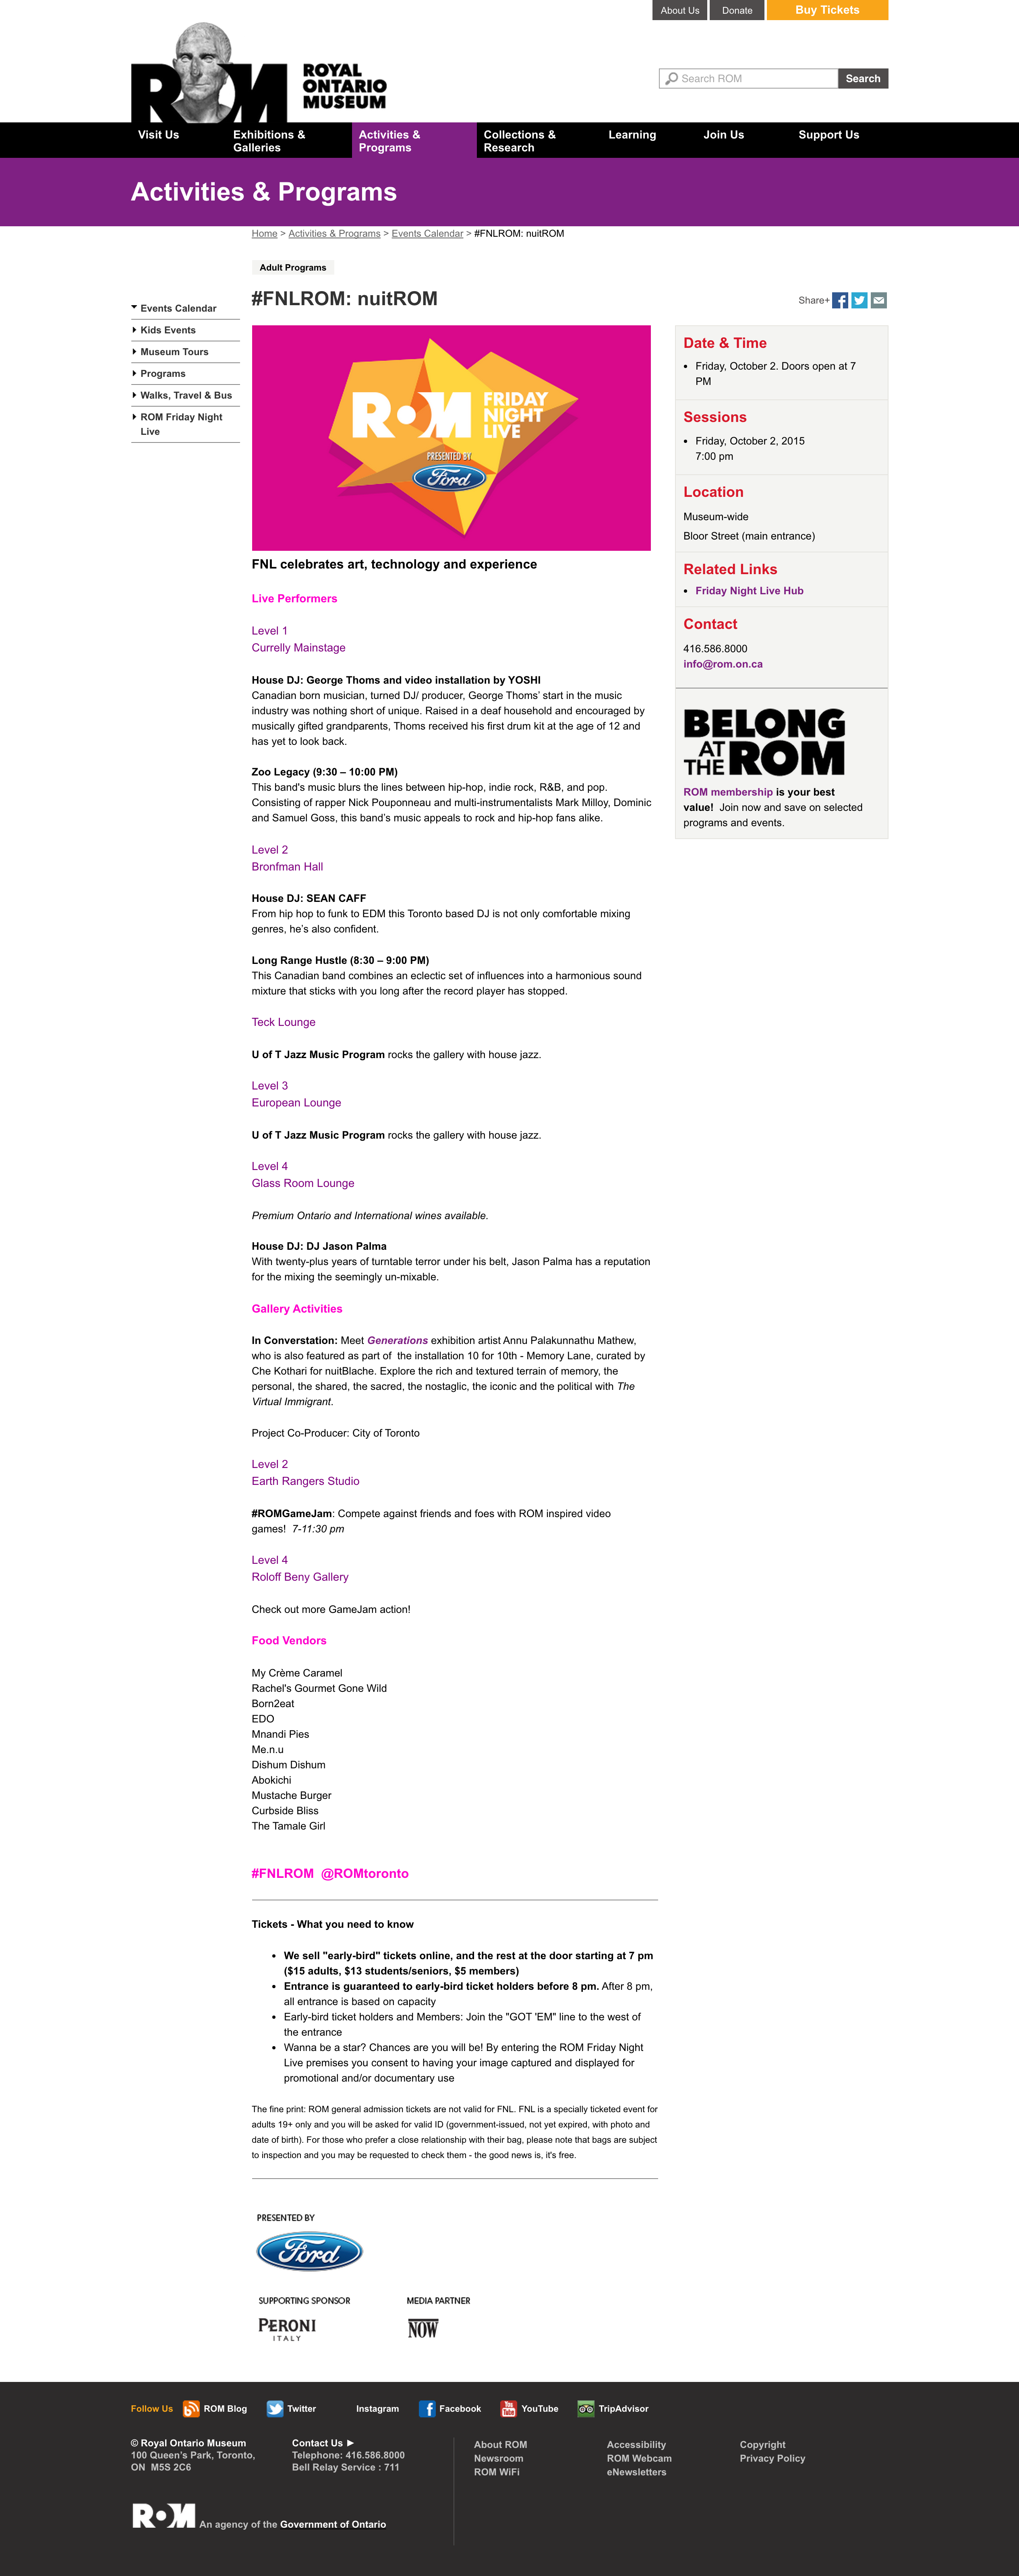 About Us
Donate
Buy Tickets
ROM
ROYAL
ONTARIO
MUSEUM
Search ROM
Search
Visit Us
Exhibitions &
Galleries
Activities &
Programs
Collections &
Research
Learning
Join Us
Support Us
Activities & Programs
Home > Activities & Programs > Events Calendar > #FNLROM: nuitROM
Adult Programs
#FNLROM: nuitROM
Share+
Events Calendar
Kids Events
Museum Tours
Programs
Walks, Travel & Bus
ROM Friday Night
Live
ROM FRIDAY
NIGHT
LIVE
PRESENTED BY
Ford
FNL celebrates art, technology and experience
Live Performers
Level 1
Currelly Mainstage
House DJ: George Thoms and video installation by YOSHI
Canadian born musician, turned DJ/ producer, George Thoms' start in the music
industry was nothing short of unique. Raised in a deaf household and encouraged by
musically gifted grandparents, Thoms received his first drum kit at the age of 12 and
has yet to look back.
Zoo Legacy (9:30 – 10:00 PM)
This band's music blurs the lines between hip-hop, indie rock, R&B, and pop.
Consisting of rapper Nick Pouponneau and multi-instrumentalists Mark Milloy, Dominic
and Samuel Goss, this band's music appeals to rock and hip-hop fans alike.
Level 2
Bronfman Hall
House DJ: SEAN CAFF
From hip hop to funk to EDM this Toronto based DJ is not only comfortable mixing
genres, he's also confident.
Long Range Hustle (8:30 – 9:00 PM)
This Canadian band combines an eclectic set of influences into a harmonious sound
mixture that sticks with you long after the record player has stopped.
Teck Lounge
U of T Jazz Music Program rocks the gallery with house jazz.
Level 3
European Lounge
U of T Jazz Music Program rocks the gallery with house jazz.
Level 4
Glass Room Lounge
Premium Ontario and International wines available.
House DJ: DJ Jason Palma
With twenty-plus years of turntable terror under his belt, Jason Palma has a reputation
for the mixing the seemingly un-mixable.
Gallery Activities
In Converstation: Meet Generations exhibition artist Annu Palakunnathu Mathew,
who is also featured as part of the installation 10 for 10th - Memory Lane, curated by
Che Kothari for nuitBlache. Explore the rich and textured terrain of memory, the
personal, the shared, the sacred, the nostaglic, the iconic and the political with The
Virtual Immigrant.
Project Co-Producer: City of Toronto
Level 2
Earth Rangers Studio
#ROMGameJam: Compete against friends and foes with ROM inspired video
games! 7-11:30 pm
Level 4
Roloff Beny Gallery
Check out more GameJam action!
Food Vendors
My Crème Caramel
Rachel's Gourmet Gone Wild
Born2eat
EDO
Mnandi Pies
Me.n.u
Dishum Dishum
Abokichi
Mustache Burger
Curbside Bliss
The Tamale Girl
#FNLROM @ROMtoronto
Tickets - What you need to know
We sell "early-bird" tickets online, and the rest at the door starting at 7 pm
($15 adults, $13 students/seniors, $5 members)
Entrance is guaranteed to early-bird ticket holders before 8 pm. After 8 pm,
all entrance is based on capacity
Early-bird ticket holders and Members: Join the "GOT 'EM" line to the west of
the entrance
Wanna be a star? Chances are you will be! By entering the ROM Friday Night
Live premises you consent to having your image captured and displayed for
promotional and/or documentary use
The fine print: ROM general admission tickets are not valid for FNL. FNL is a specially ticketed event for
adults 19+ only and you will be asked for valid ID (government-issued, not yet expired, with photo and
date of birth). For those who prefer a close relationship with their bag, please note that bags are subject
to inspection and you may be requested to check them - the good news is, it's free.
PRESENTED BY
Ford
SUPPORTING SPONSOR
PERONI
ITALY
MEDIA PARTNER
NOW
Date & Time
Friday, October 2. Doors open at 7
PM
Sessions
Friday, October 2, 2015
7:00 pm
Location
Museum-wide
Bloor Street (main entrance)
Related Links
Friday Night Live Hub
Contact
416.586.8000
info@rom.on.ca
BELONG
AT
THE ROM
ROM membership is your best
value! Join now and save on selected
programs and events.
Follow Us
ROM Blog
Twitter
Instagram
Facebook
You Tube
YouTube
TripAdvisor
© Royal Ontario Museum
100 Queen's Park, Toronto,
ON M5S 2C6
Contact Us
Telephone: 416.586.8000
Bell Relay Service : 711
About ROM
Newsroom
ROM WiFi
Accessibility
ROM Webcam
eNewsletters
Copyright
Privacy Policy
ROM An agency of the Government of Ontario